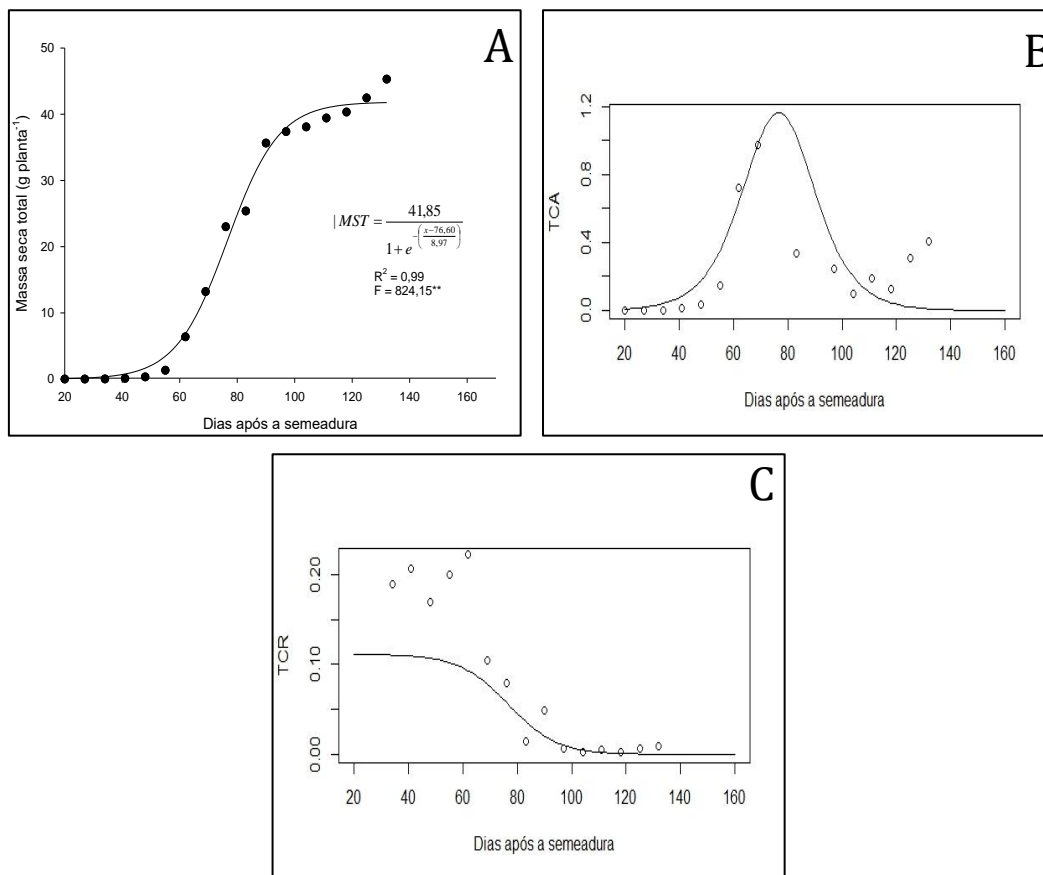 A
Massa seca total (g planta⁻¹)
50
40
30
20
10
0
|MST = 41,85 / 1 + e^-(x−76,60 / 8,97)
R² = 0,99
F = 824,15**
20 40 60 80 100 120 140 160
Dias após a semeadura
B
TCA
1.2
0.8
0.4
0.0
20 40 60 80 100 120 140 160
Dias após a semeadura
C
TCR
0.20
0.10
0.00
20 40 60 80 100 120 140 160
Dias após a semeadura